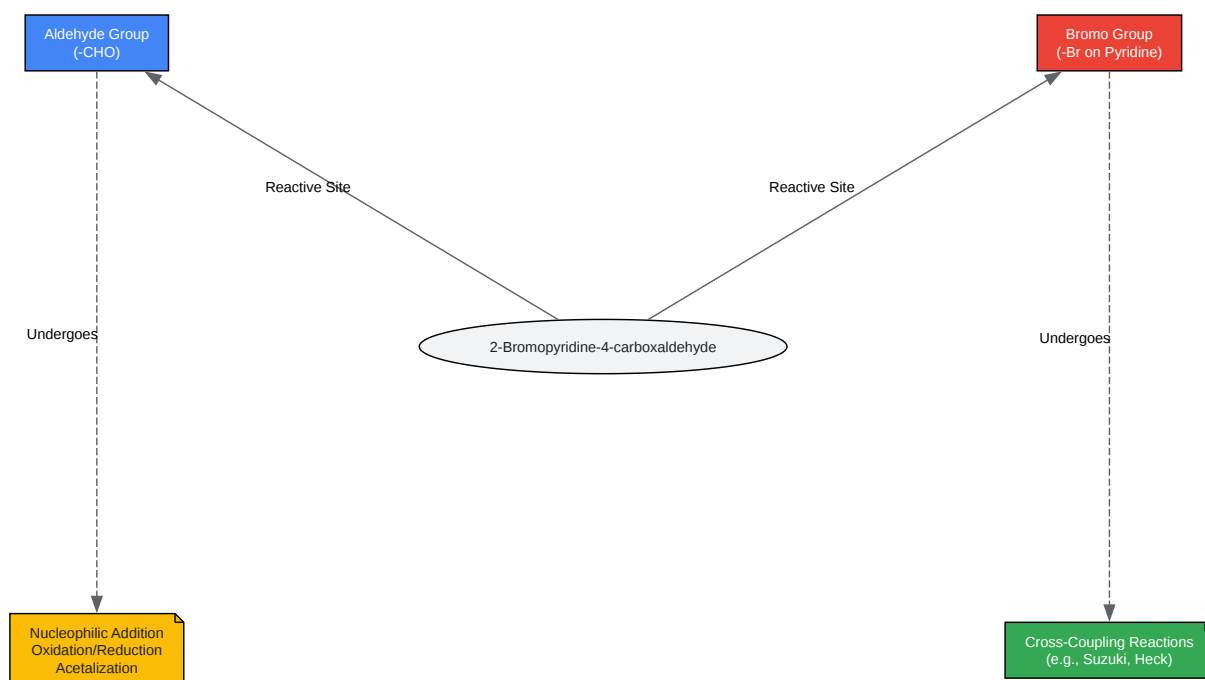 Aldehyde Group
(-CHO)
Bromo Group
(-Br on Pyridine)
Reactive Site
Reactive Site
Undergoes
2-Bromopyridine-4-carboxaldehyde
Undergoes
Nucleophilic Addition
Oxidation/Reduction
Acetalization
Cross-Coupling Reactions
(e.g., Suzuki, Heck)